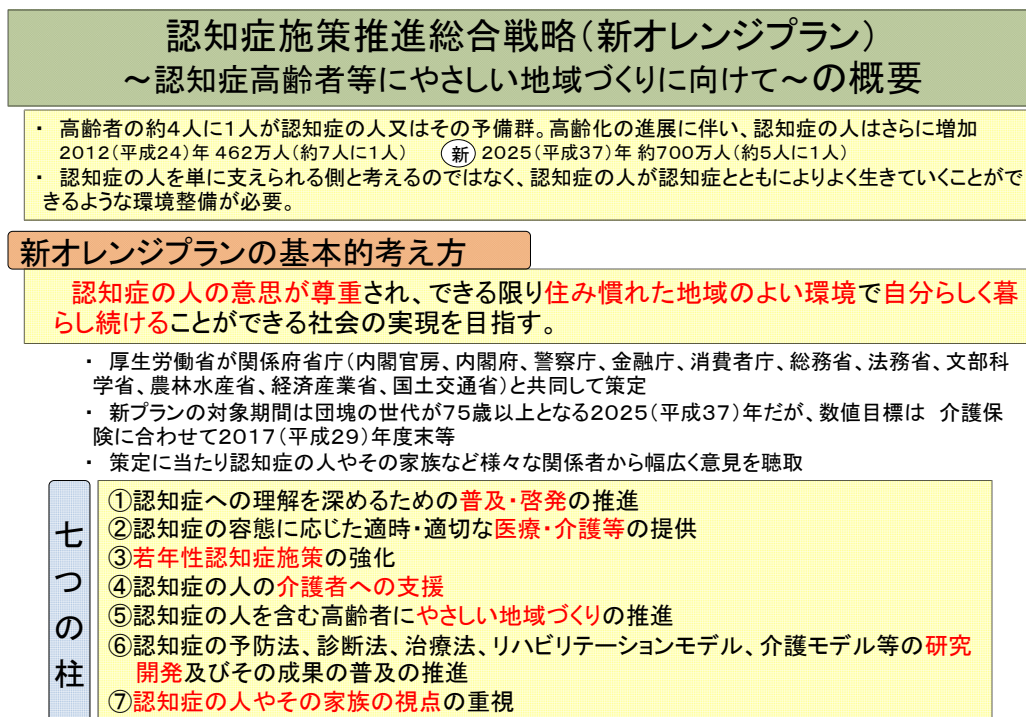 認知症施策推進総合戦略(新オレンジプラン)
~認知症高齢者等にやさしい地域づくりに向けて~の概要
・ 高齢者の約4人に1人が認知症の人又はその予備群。高齢化の進展に伴い、認知症の人はさらに増加
2012(平成24)年 462万人(約7人に1人) 新 2025(平成37)年 約700万人(約5人に1人)
・ 認知症の人を単に支えられる側と考えるのではなく、認知症の人が認知症とともによりよく生きていくことがで
きるような環境整備が必要。
新オレンジプランの基本的考え方
認知症の人の意思が尊重され、できる限り住み慣れた地域のよい環境で自分らしく暮
らし続けることができる社会の実現を目指す。
・ 厚生労働省が関係府省庁(内閣官房、内閣府、警察庁、金融庁、消費者庁、総務省、法務省、文部科
学省、農林水産省、経済産業省、国土交通省)と共同して策定
・ 新プランの対象期間は団塊の世代が75歳以上となる2025(平成37)年だが、数値目標は 介護保
険に合わせて2017(平成29)年度末等
・ 策定に当たり認知症の人やその家族など様々な関係者から幅広く意見を聴取
七つの柱
①認知症への理解を深めるための普及・啓発の推進
②認知症の容態に応じた適時・適切な医療・介護等の提供
③若年性認知症施策の強化
④認知症の人の介護者への支援
⑤認知症の人を含む高齢者にやさしい地域づくりの推進
⑥認知症の予防法、診断法、治療法、リハビリテーションモデル、介護モデル等の研究
開発及びその成果の普及の推進
⑦認知症の人やその家族の視点の重視